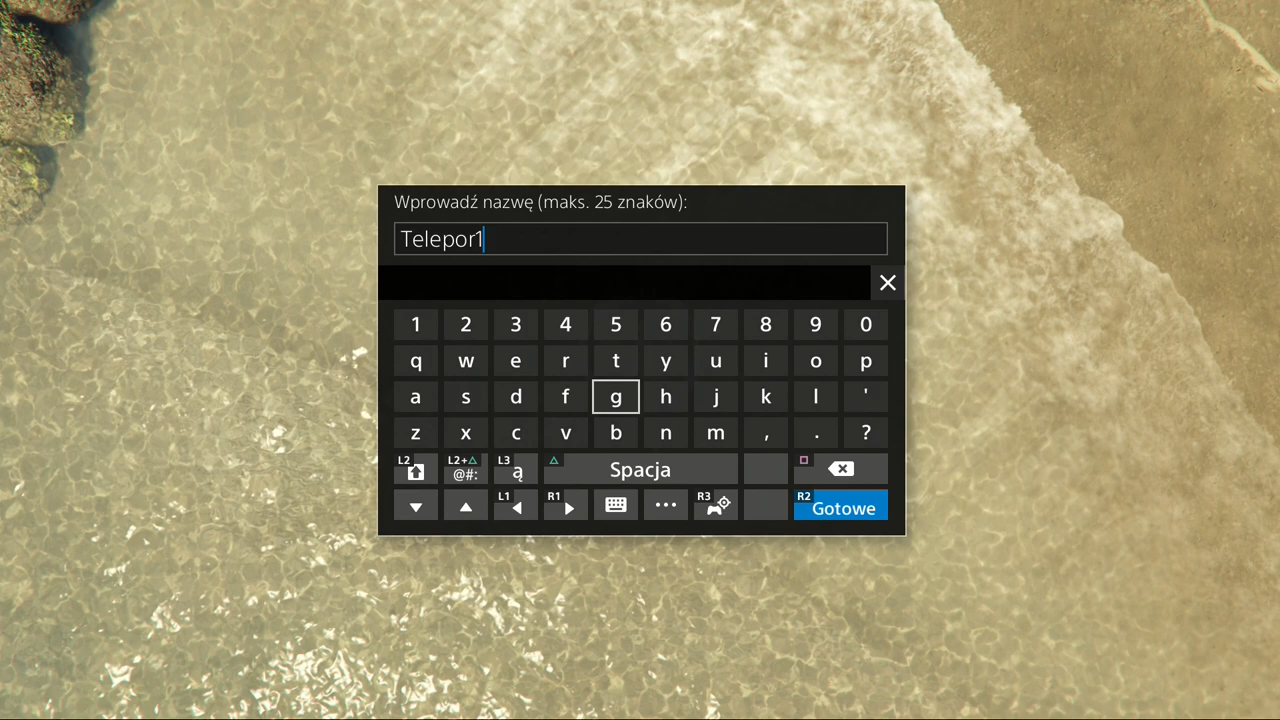 Wprowadź nazwę (maks. 25 znaków):
Telepor1
1 2 3 4 5 6 7 8 9 0
q w e r t y u i o p
a s d f g h j k l '
z x c v b n m , . ?
L2 L2+△ @#: L3 ą △ Spacja
L1 R1 ••• R3 R2 Gotowe